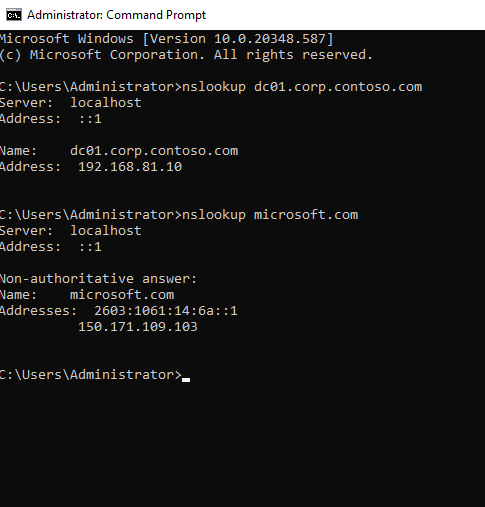 Administrator: Command Prompt
Microsoft Windows [Version 10.0.20348.587]
(c) Microsoft Corporation. All rights reserved.
C:\Users\Administrator>nslookup dc01.corp.contoso.com
Server:  localhost
Address:  ::1
Name:    dc01.corp.contoso.com
Address:  192.168.81.10
C:\Users\Administrator>nslookup microsoft.com
Server:  localhost
Address:  ::1
Non-authoritative answer:
Name:    microsoft.com
Addresses:  2603:1061:14:6a::1
          150.171.109.103
C:\Users\Administrator>